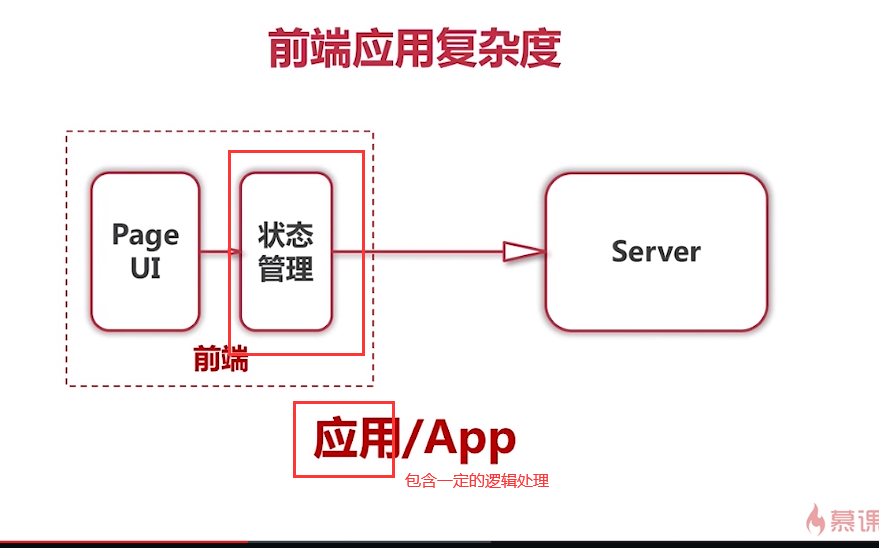 前端应用复杂度
Page
UI
状态
管理
Server
前端
应用/App
包含一定的逻辑处理
慕课